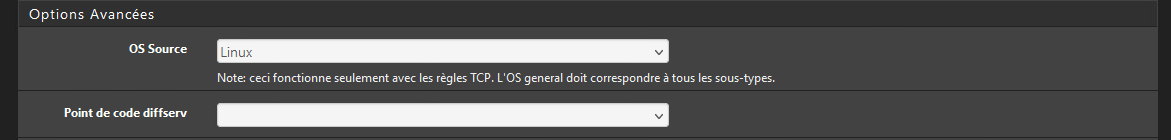 Options Avancées
OS Source
Linux
Note: ceci fonctionne seulement avec les règles TCP. L'OS general doit correspondre à tous les sous-types.
Point de code diffserv